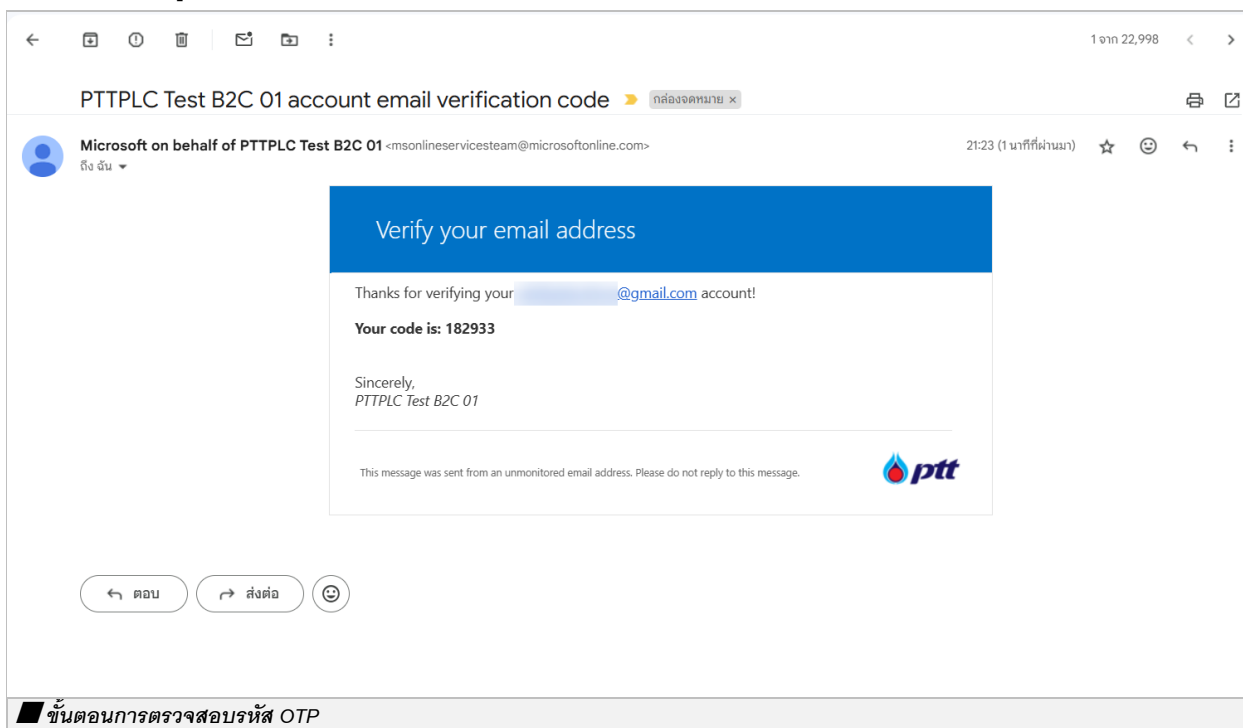 1 จาก 22,998
PTTPLC Test B2C 01 account email verification code กล่องจดหมาย ×
Microsoft on behalf of PTTPLC Test B2C 01 <msonlineservicesteam@microsoftonline.com> 21:23 (1 นาทีที่ผ่านมา)
ถึง ฉัน
Verify your email address
Thanks for verifying your @gmail.com account!
Your code is: 182933
Sincerely,
PTTPLC Test B2C 01
This message was sent from an unmonitored email address. Please do not reply to this message.
ptt
ตอบ ส่งต่อ
ขั้นตอนการตรวจสอบรหัส OTP